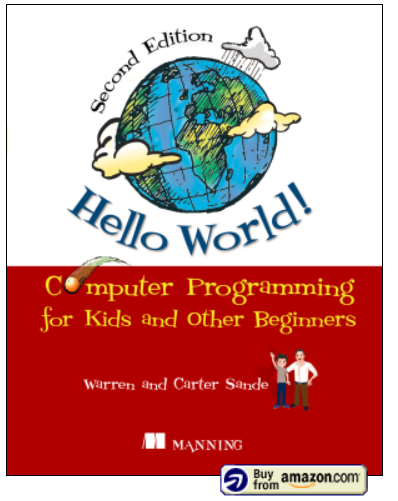 Second Edition
Hello World!
Computer Programming
for Kids and Other Beginners
Warren and Carter Sande
MANNING
Buy
from amazon.com